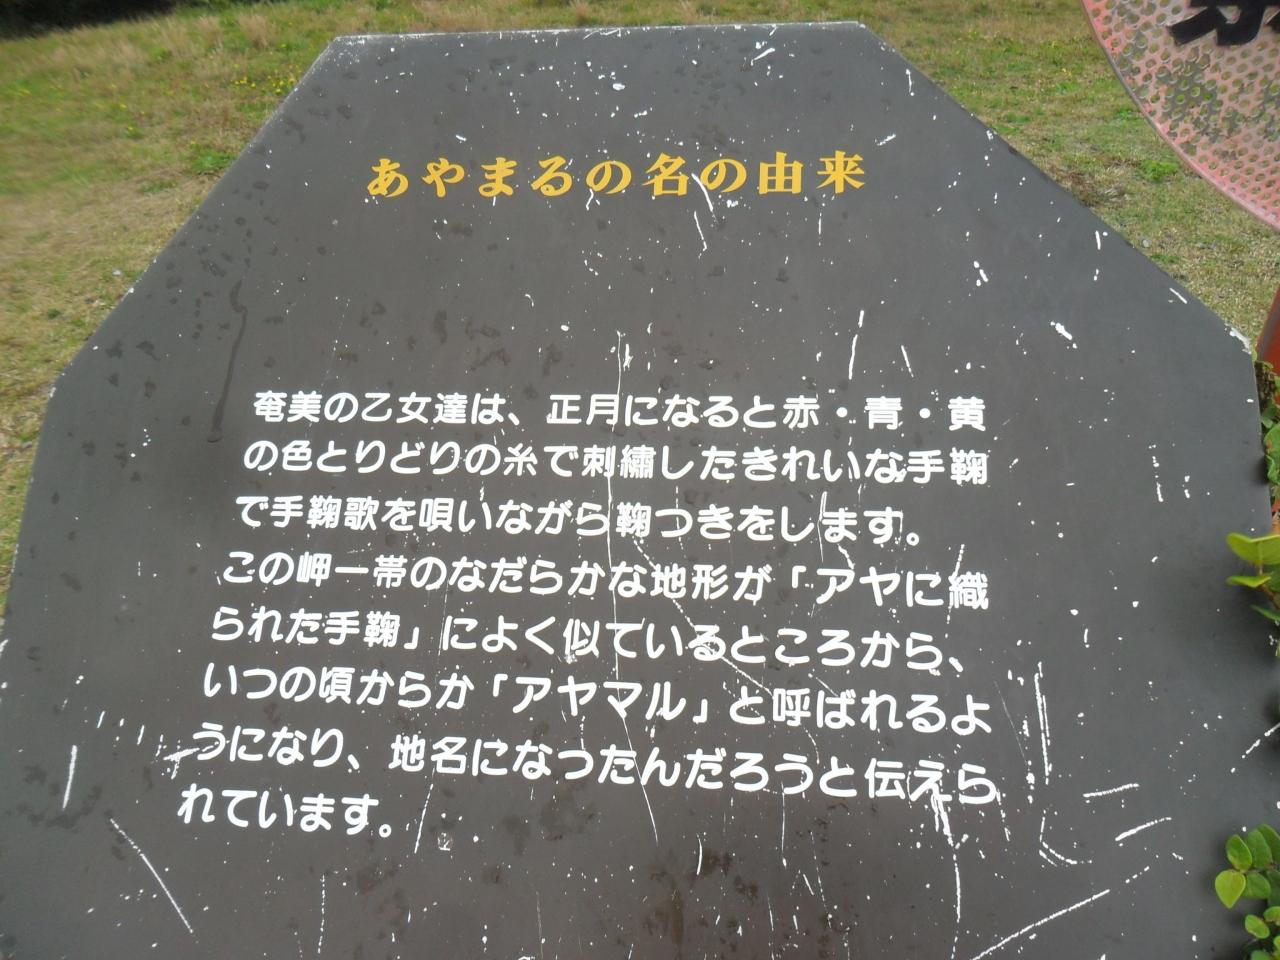 あやまるの名の由来
奄美の乙女達は、正月になると赤・青・黄
の色とりどりの糸で刺繡したきれいな手鞠
で手鞠歌を唄いながら鞠つきをします。
この岬一帯のなだらかな地形が「アヤに織
られた手鞠」によく似ているところから、
いつの頃からか「アヤマル」と呼ばれるよ
うになり、地名になったんだろうと伝えら
れています。